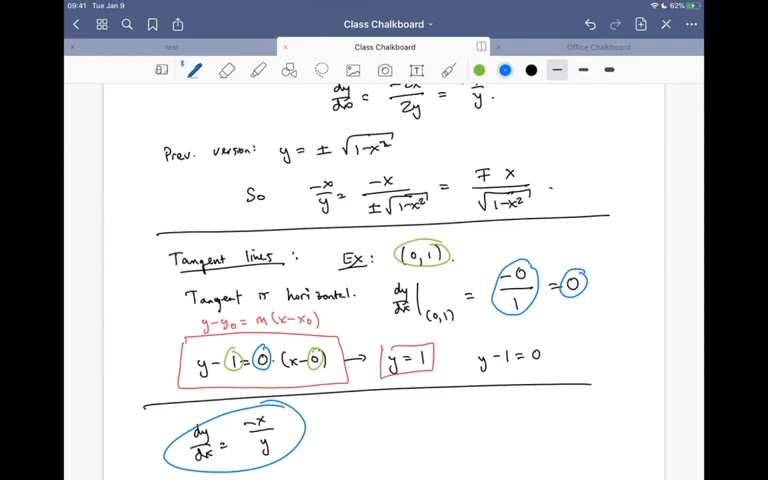 09:41 Tue Jan 9
62%
Class Chalkboard
test
Class Chalkboard
Office Chalkboard
dy/dx = -2x/2y = /y.
Prev. version: y = ± √1-x²
So -x/y = -x/±√1-x² = ∓ x/√1-x² .
Tangent lines: Ex: (0,1).
Tangent is horizontal. dy/dx|(0,1) = -0/1 = 0
y-y₀ = m(x-x₀)
y-1 = 0·(x-0) → y = 1 y-1=0
dy/dx = -x/y